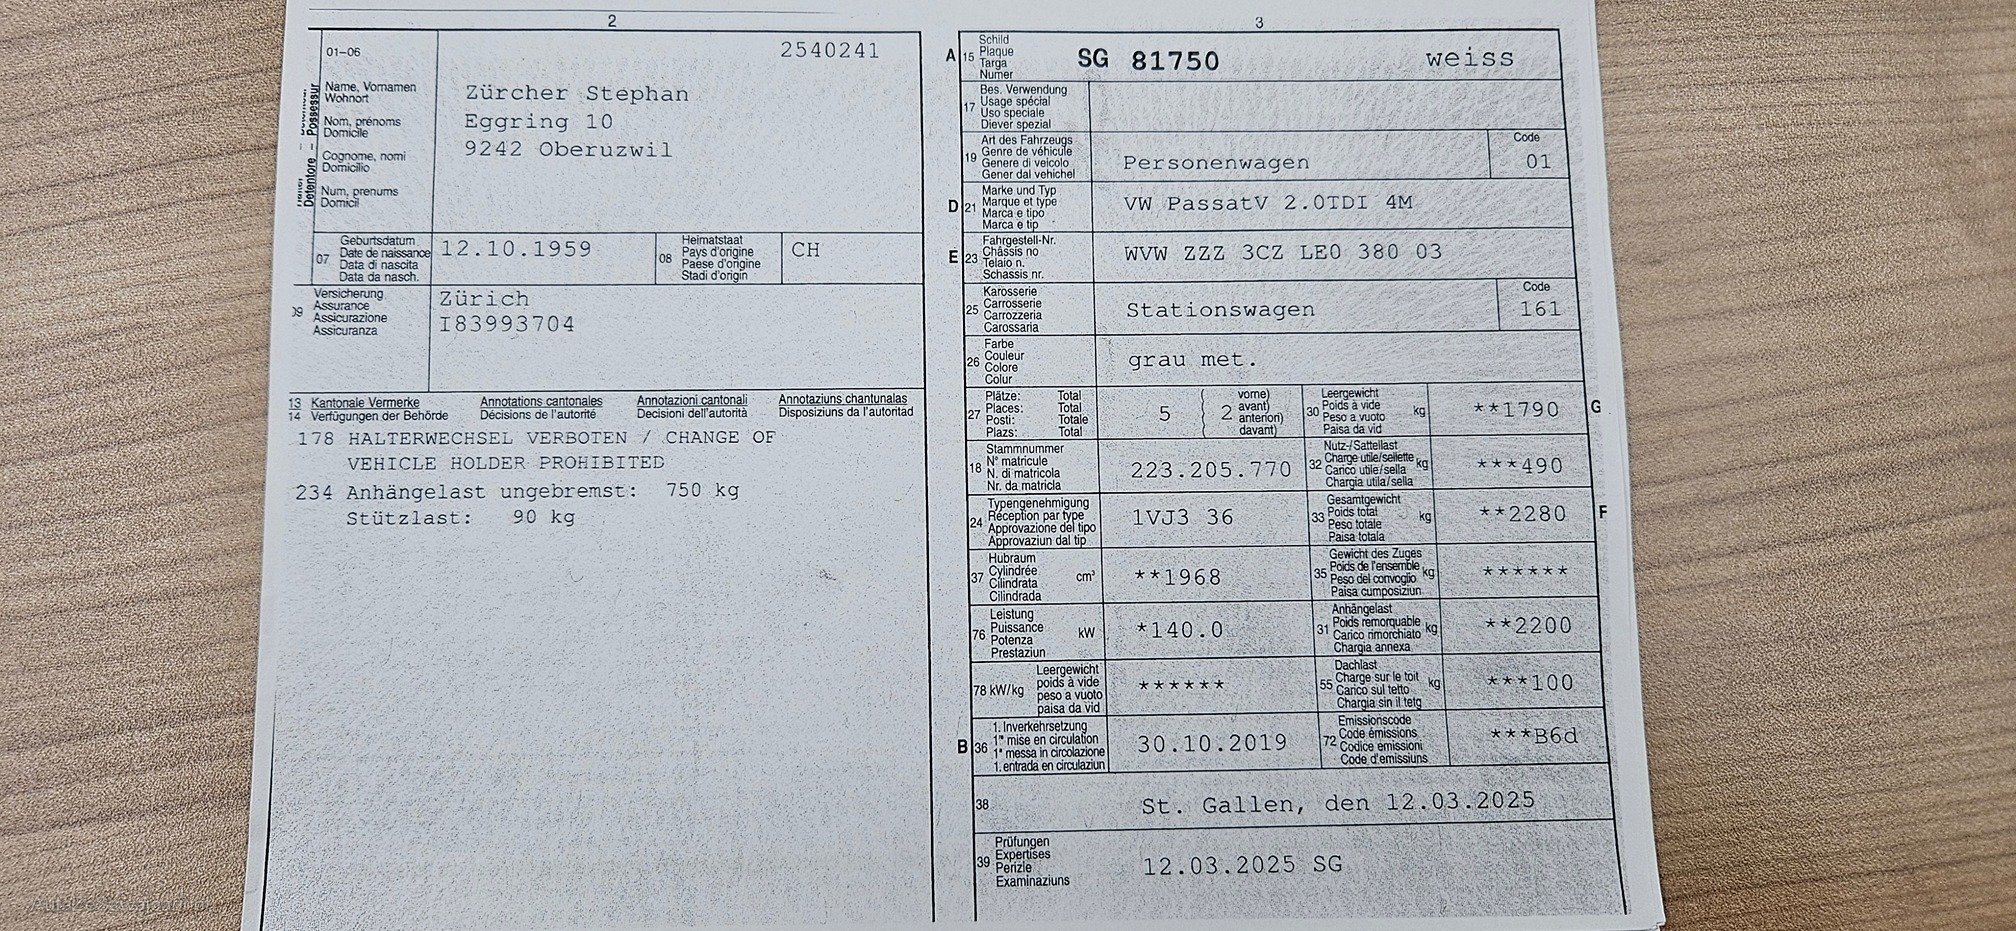 2
01-06
2540241
Name, Vornamen
Wohnort
Nom, prénoms
Domicile
Cognome, nomi
Domicilio
Num, prenums
Domicil
Detentore – Possessur
Zürcher Stephan
Eggring 10
9242 Oberuzwil
07 Geburtsdatum
Date de naissance
Data di nascita
Data da nasch.
12.10.1959
08 Heimatstaat
Pays d'origine
Paese d'origine
Stadi d'origin
CH
09 Versicherung
Assurance
Assicurazione
Assicuranza
Zürich
I83993704
13 Kantonale Vermerke Annotations cantonales Annotazioni cantonali Annotaziuns chantunalas
14 Verfügungen der Behörde Décisions de l'autorité Decisioni dell'autorità Disposiziuns da l'autoritad
178 HALTERWECHSEL VERBOTEN / CHANGE OF
VEHICLE HOLDER PROHIBITED
234 Anhängelast ungebremst: 750 kg
Stützlast: 90 kg
3
A 15 Schild
Plaque
Targa
Numer
SG 81750 weiss
17 Bes. Verwendung
Usage spécial
Uso speciale
Diever spezial
19 Art des Fahrzeugs
Genre de véhicule
Genere di veicolo
Gener dal vehichel
Personenwagen
Code
01
D 21 Marke und Typ
Marque et type
Marca e tipo
Marca e tip
VW PassatV 2.0TDI 4M
E 23 Fahrgestell-Nr.
Châssis no
Telaio n.
Schassis nr.
WVW ZZZ 3CZ LE0 380 03
25 Karosserie
Carrosserie
Carrozzeria
Carossaria
Stationswagen
Code
161
26 Farbe
Couleur
Colore
Colur
grau met.
27 Plätze: Total
Places: Total
Posti: Totale
Plazs: Total
5
2
vorne)
avant)
anteriori)
davant)
30 Leergewicht
Poids à vide
Peso a vuoto
Paisa da vid
kg
**1790
G
18 Stammnummer
N° matricule
N. di matricola
Nr. da matricla
223.205.770
32 Nutz-/Sattellast
Charge utile/sellette
Carico utile/sella
Chargia utila/sella
kg
***490
24 Typengenehmigung
Réception par type
Approvazione del tipo
Approvaziun dal tip
1VJ3 36
33 Gesamtgewicht
Poids total
Peso totale
Paisa totala
kg
**2280
F
37 Hubraum
Cylindrée
Cilindrata
Cilindrada
cm³
**1968
35 Gewicht des Zuges
Poids de l'ensemble
Peso del convoglio
Paisa cumposiziun
kg
******
76 Leistung
Puissance
Potenza
Prestaziun
kW
*140.0
31 Anhängelast
Poids remorquable
Carico rimorchiato
Chargia annexa
kg
**2200
78 kW/kg
Leergewicht
poids à vide
peso a vuoto
paisa da vid
******
55 Dachlast
Charge sur le toit
Carico sul tetto
Chargia sin il tetg
kg
***100
B 36 1. Inverkehrsetzung
1re mise en circulation
1a messa in circolazione
1. entrada en circulaziun
30.10.2019
72 Emissionscode
Code émissions
Codice emissioni
Code d'emissiuns
***B6d
38
St. Gallen, den 12.03.2025
39 Prüfungen
Expertises
Perizie
Examinaziuns
12.03.2025 SG